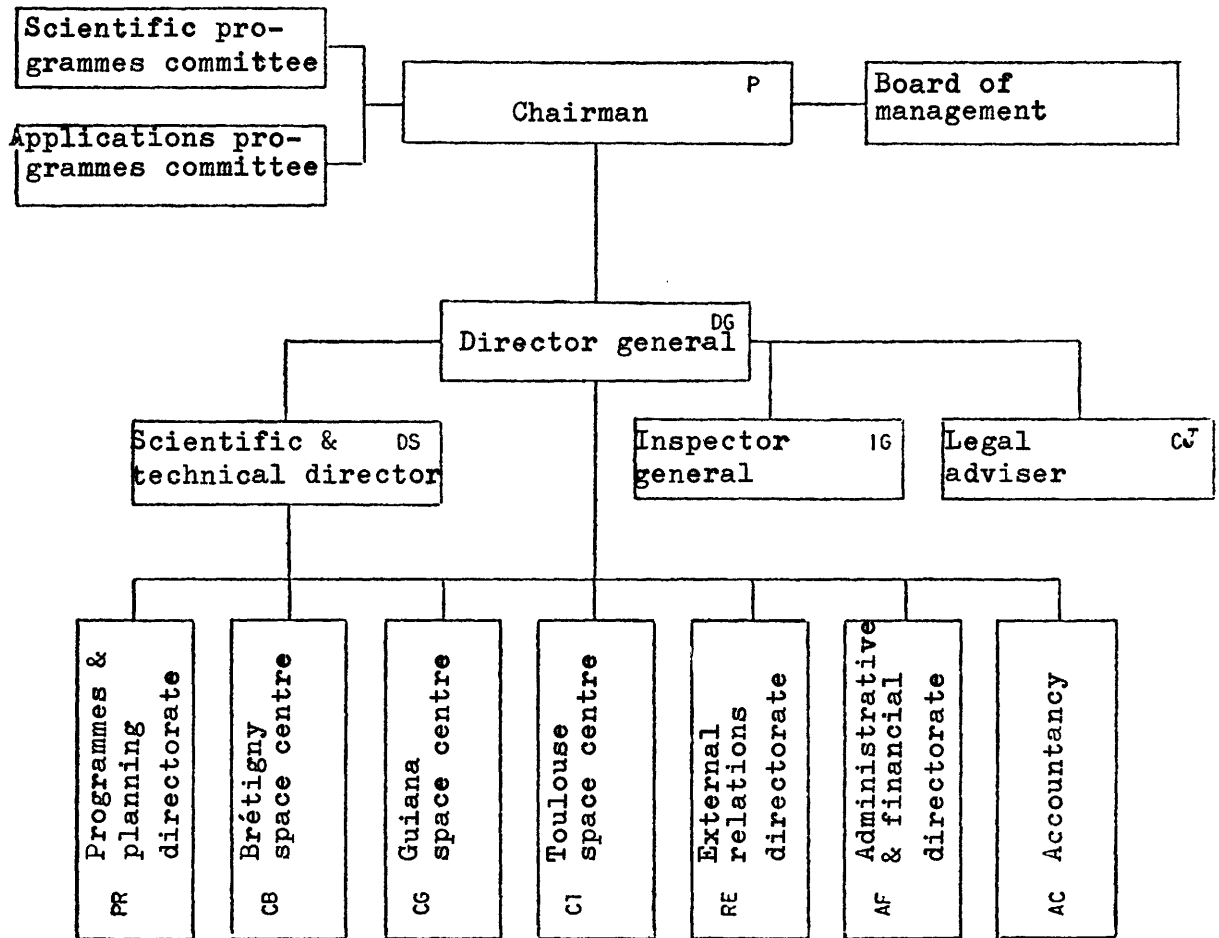 Scientific pro-
grammes committee
P
Chairman
Board of
management
Applications pro-
grammes committee
DG
Director general
Scientific & DS
technical director
Inspector IG
general
Legal CJ
adviser
Programmes &
planning
directorate
PR
Brétigny
space centre
CB
Guiana
space centre
CG
Toulouse
space centre
CT
External
relations
directorate
RE
Administrative
& financial
directorate
AF
AC Accountancy